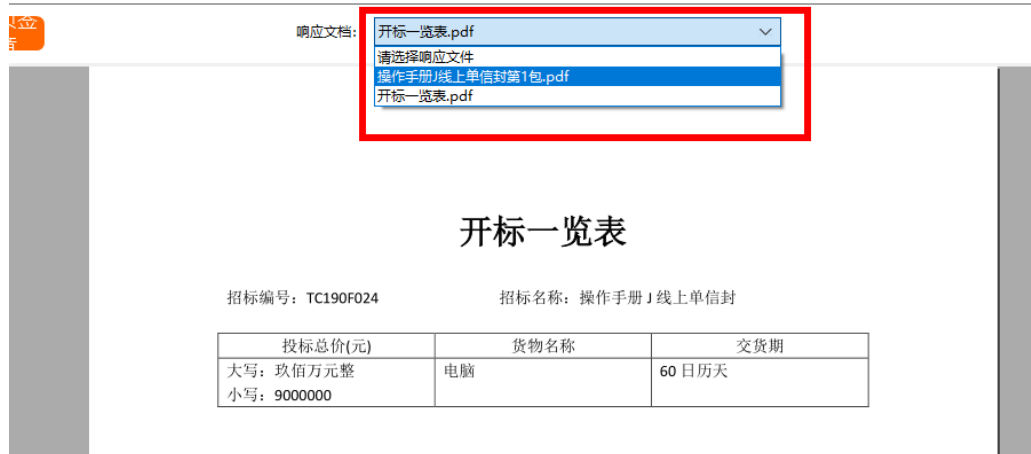 响应文档: 开标一览表.pdf
请选择响应文件
操作手册J线上单信封第1包.pdf
开标一览表.pdf
开标一览表
招标编号：TC190F024 招标名称：操作手册 J 线上单信封
投标总价(元) 货物名称 交货期
大写：玖佰万元整 电脑 60 日历天
小写：9000000